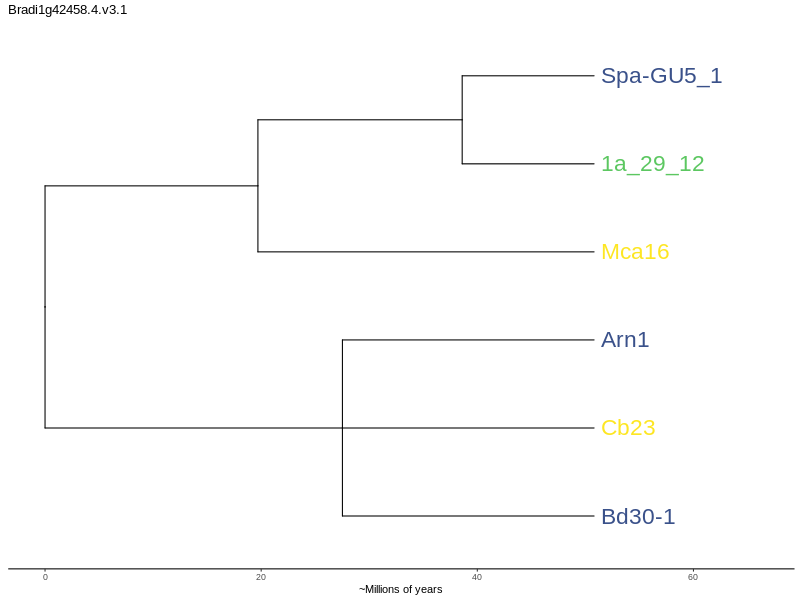 Bradi1g42458.4.v3.1
Spa-GU5_1
1a_29_12
Mca16
Arn1
Cb23
Bd30-1
0 20 40 60
~Millions of years